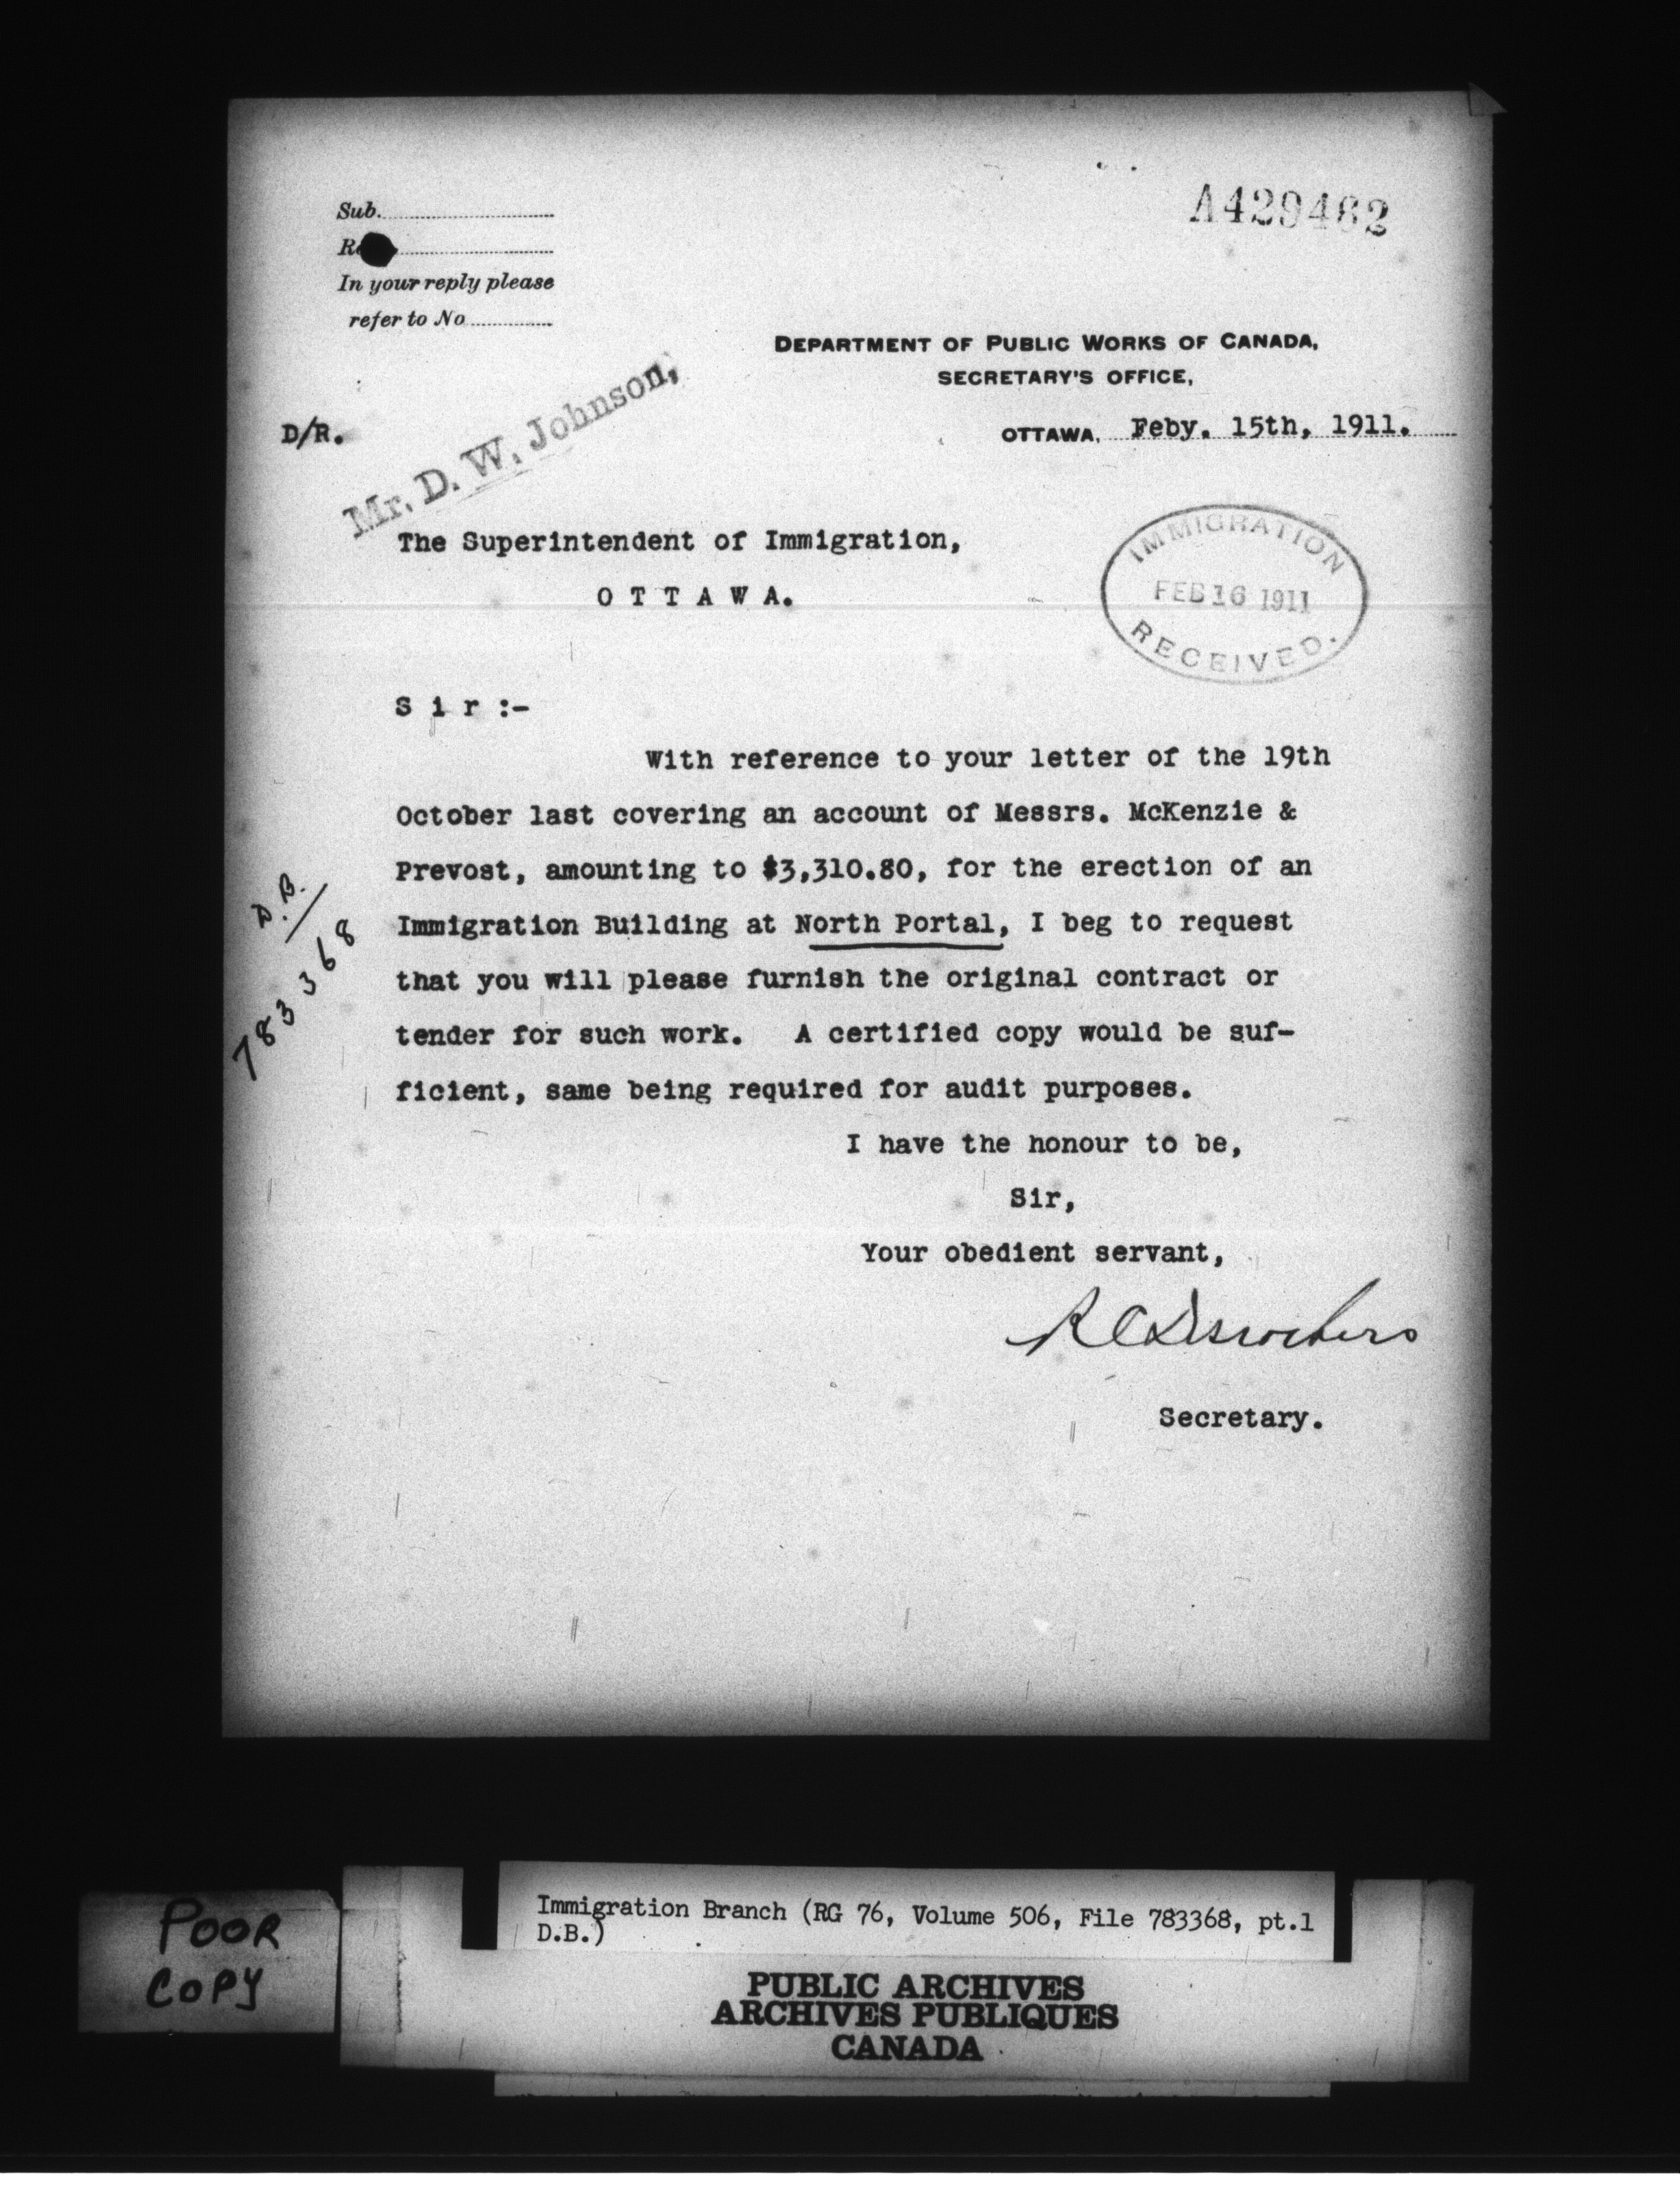 Sub.
A429462
In your reply please
refer to No
DEPARTMENT OF PUBLIC WORKS OF CANADA,
SECRETARY'S OFFICE,
D/R.
Mr. D. W. Johnson,
OTTAWA, Feby. 15th, 1911.
The Superintendent of Immigration,
O T T A W A.
IMMIGRATION
FEB 16 1911
RECEIVED.
S i r :-
With reference to your letter of the 19th
October last covering an account of Messrs. McKenzie &
Prevost, amounting to $3,310.80, for the erection of an
Immigration Building at North Portal, I beg to request
that you will please furnish the original contract or
tender for such work. A certified copy would be suf-
ficient, same being required for audit purposes.
D.B.
783368
I have the honour to be,
Sir,
Your obedient servant,
RCDesrochers
Secretary.
POOR
COPY
Immigration Branch (RG 76, Volume 506, File 783368, pt.1
D.B.)
PUBLIC ARCHIVES
ARCHIVES PUBLIQUES
CANADA